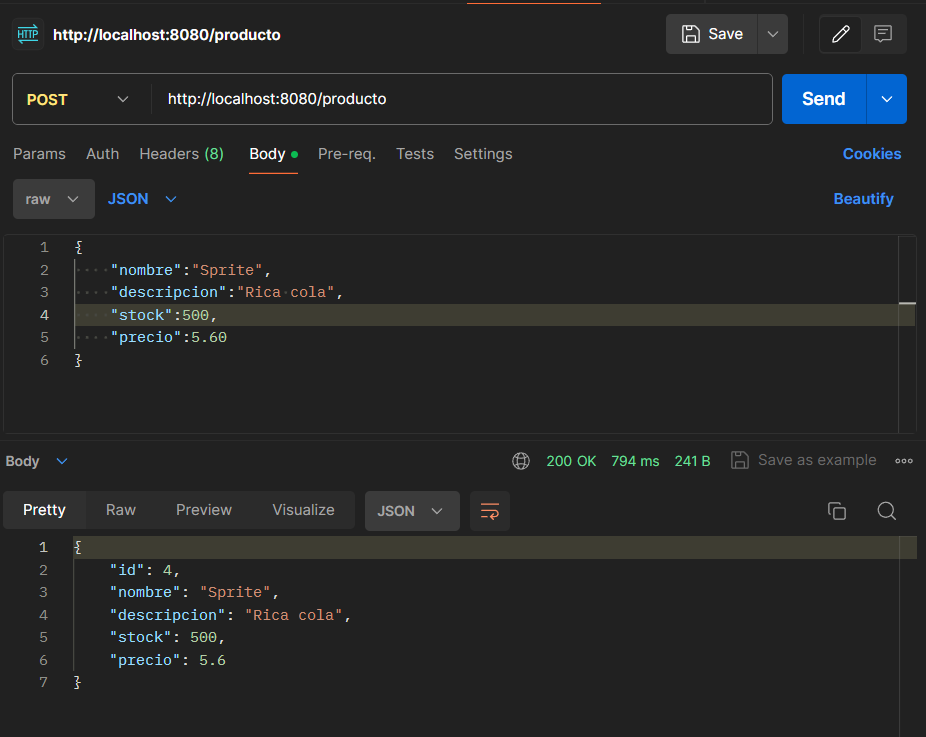 HTTP http://localhost:8080/producto Save
POST http://localhost:8080/producto Send
Params Auth Headers (8) Body Pre-req. Tests Settings Cookies
raw JSON Beautify
1 {
2 ····"nombre":"Sprite",
3 ····"descripcion":"Rica·cola",
4 ····"stock":500,
5 ····"precio":5.60
6 }
Body 200 OK 794 ms 241 B Save as example
Pretty Raw Preview Visualize JSON
1 {
2 "id": 4,
3 "nombre": "Sprite",
4 "descripcion": "Rica cola",
5 "stock": 500,
6 "precio": 5.6
7 }